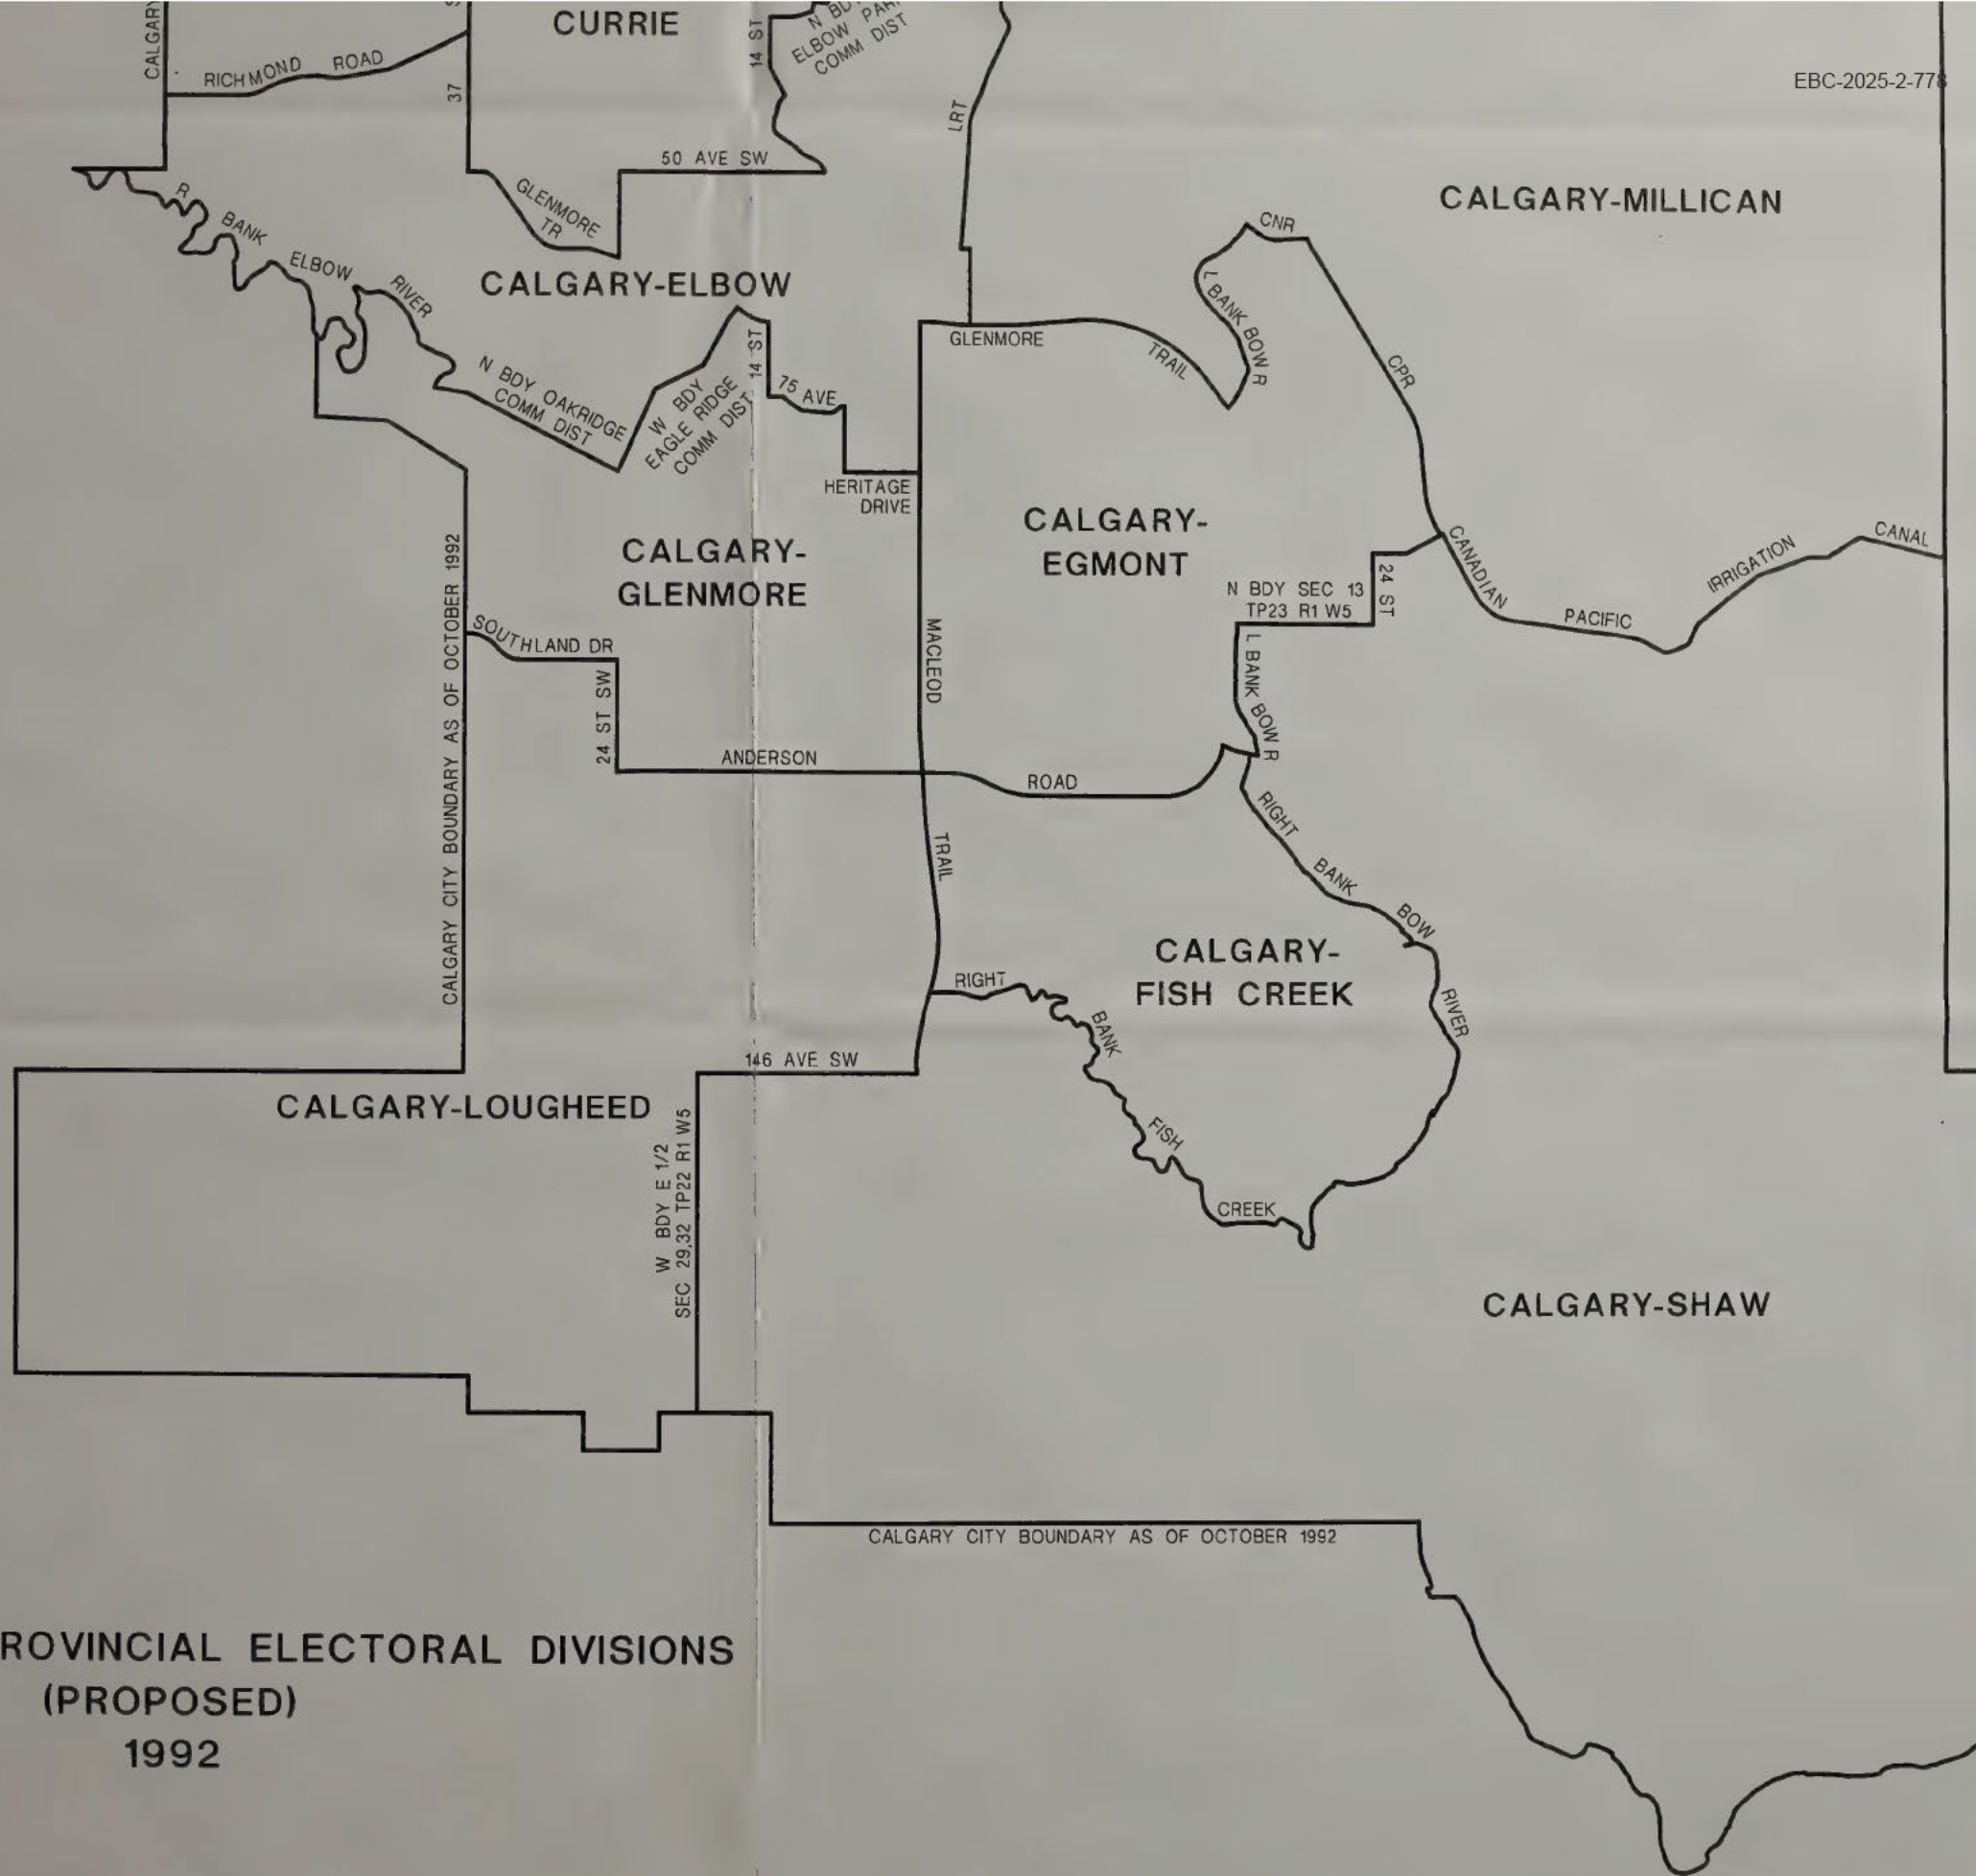 CURRIE
14 ST
ELBOW PARK
COMM DIST
CALGARY
RICHMOND ROAD
37
LRT
EBC-2025-2-778
50 AVE SW
GLENMORE
TR
CALGARY-MILLICAN
R BANK ELBOW RIVER
CALGARY-ELBOW
CNR
L BANK BOW R
CPR
GLENMORE TRAIL
14 ST
75 AVE
N BDY OAKRIDGE
COMM DIST
W BDY
EAGLE RIDGE
COMM DIST
HERITAGE
DRIVE
CALGARY-
EGMONT
CALGARY-
GLENMORE
CANADIAN PACIFIC IRRIGATION CANAL
24 ST
N BDY SEC 13
TP23 R1 W5
L BANK BOW R
SOUTHLAND DR
24 ST SW
MACLEOD TRAIL
CALGARY CITY BOUNDARY AS OF OCTOBER 1992
ANDERSON ROAD
RIGHT BANK BOW RIVER
CALGARY-
FISH CREEK
RIGHT BANK FISH CREEK
146 AVE SW
CALGARY-LOUGHEED
W BDY E 1/2
SEC 29,32 TP22 R1 W5
CALGARY-SHAW
CALGARY CITY BOUNDARY AS OF OCTOBER 1992
ROVINCIAL ELECTORAL DIVISIONS
(PROPOSED)
1992